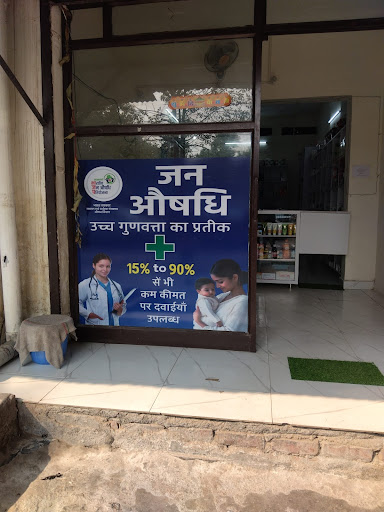 जन
औषधि
उच्च गुणवत्ता का प्रतीक
15% to 90%
सें भी
कम कीमत
पर दवाईयाँ
उपलब्ध